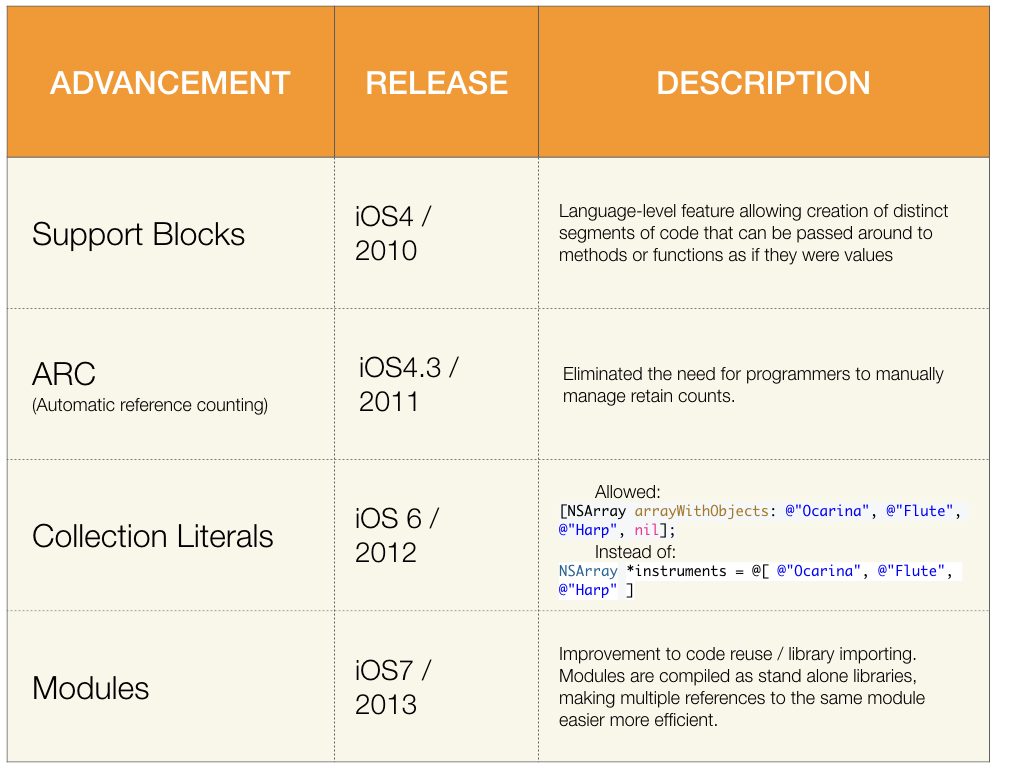 ADVANCEMENT RELEASE DESCRIPTION
Support Blocks
iOS4 /
2010
Language-level feature allowing creation of distinct
segments of code that can be passed around to
methods or functions as if they were values
ARC
(Automatic reference counting)
iOS4.3 /
2011
Eliminated the need for programmers to manually
manage retain counts.
Collection Literals
iOS 6 /
2012
Allowed:
[NSArray arrayWithObjects: @"Ocarina", @"Flute",
@"Harp", nil];
Instead of:
NSArray *instruments = @[ @"Ocarina", @"Flute",
@"Harp" ]
Modules
iOS7 /
2013
Improvement to code reuse / library importing.
Modules are compiled as stand alone libraries,
making multiple references to the same module
easier more efficient.